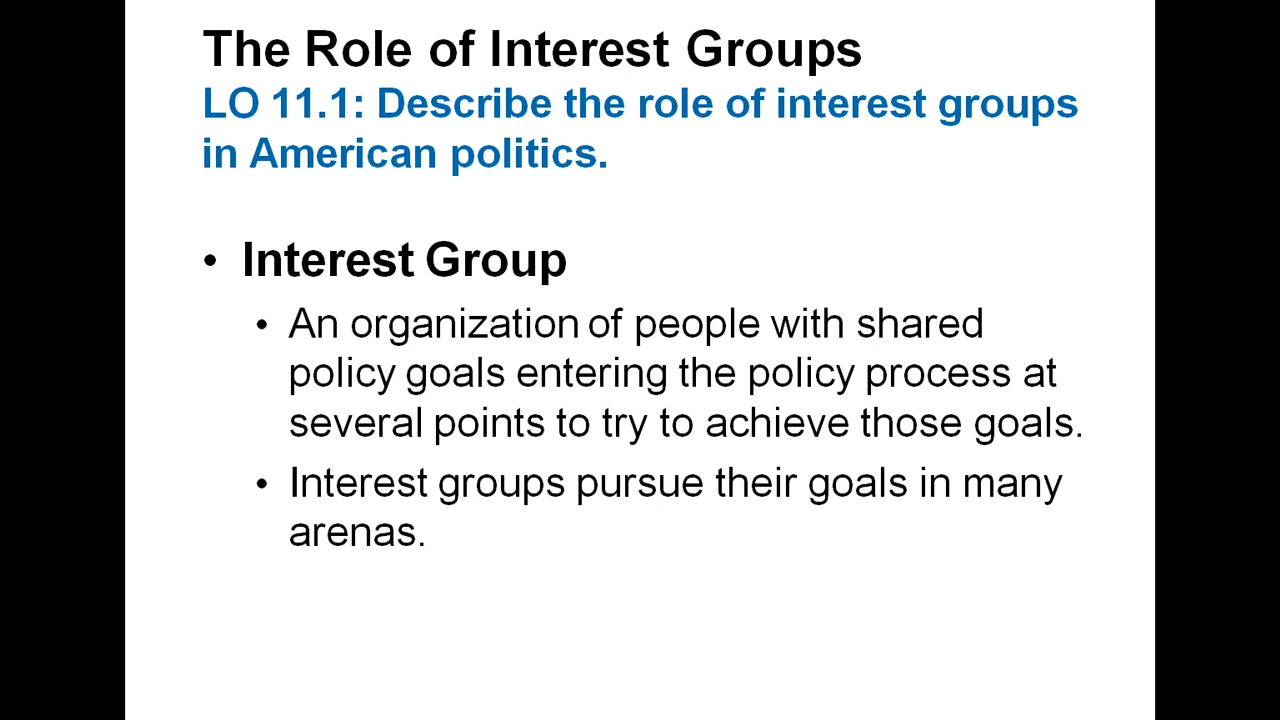 The Role of Interest Groups
LO 11.1: Describe the role of interest groups
in American politics.
• Interest Group
• An organization of people with shared
policy goals entering the policy process at
several points to try to achieve those goals.
• Interest groups pursue their goals in many
arenas.